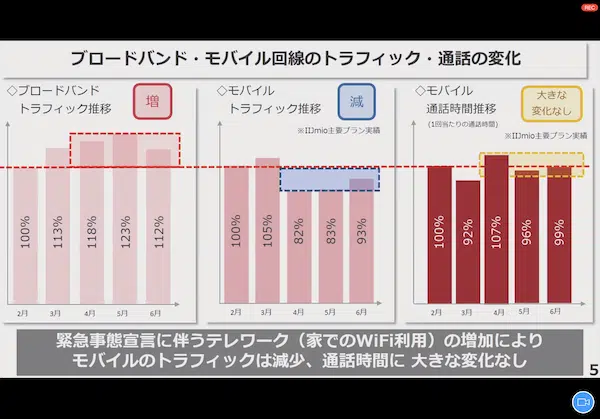 REC
ブロードバンド・モバイル回線のトラフィック・通話の変化
◇ブロードバンド
トラフィック推移
増
100%
113%
118%
123%
112%
2月 3月 4月 5月 6月
◇モバイル
トラフィック推移
減
※IIJmio主要プラン実績
100%
105%
82%
83%
93%
2月 3月 4月 5月 6月
◇モバイル
通話時間推移
(1回当たりの通話時間)
大きな
変化なし
※IIJmio主要プラン実績
100%
92%
107%
96%
99%
2月 3月 4月 5月 6月
緊急事態宣言に伴うテレワーク（家でのWiFi利用）の増加により
モバイルのトラフィックは減少、通話時間に 大きな変化なし
5